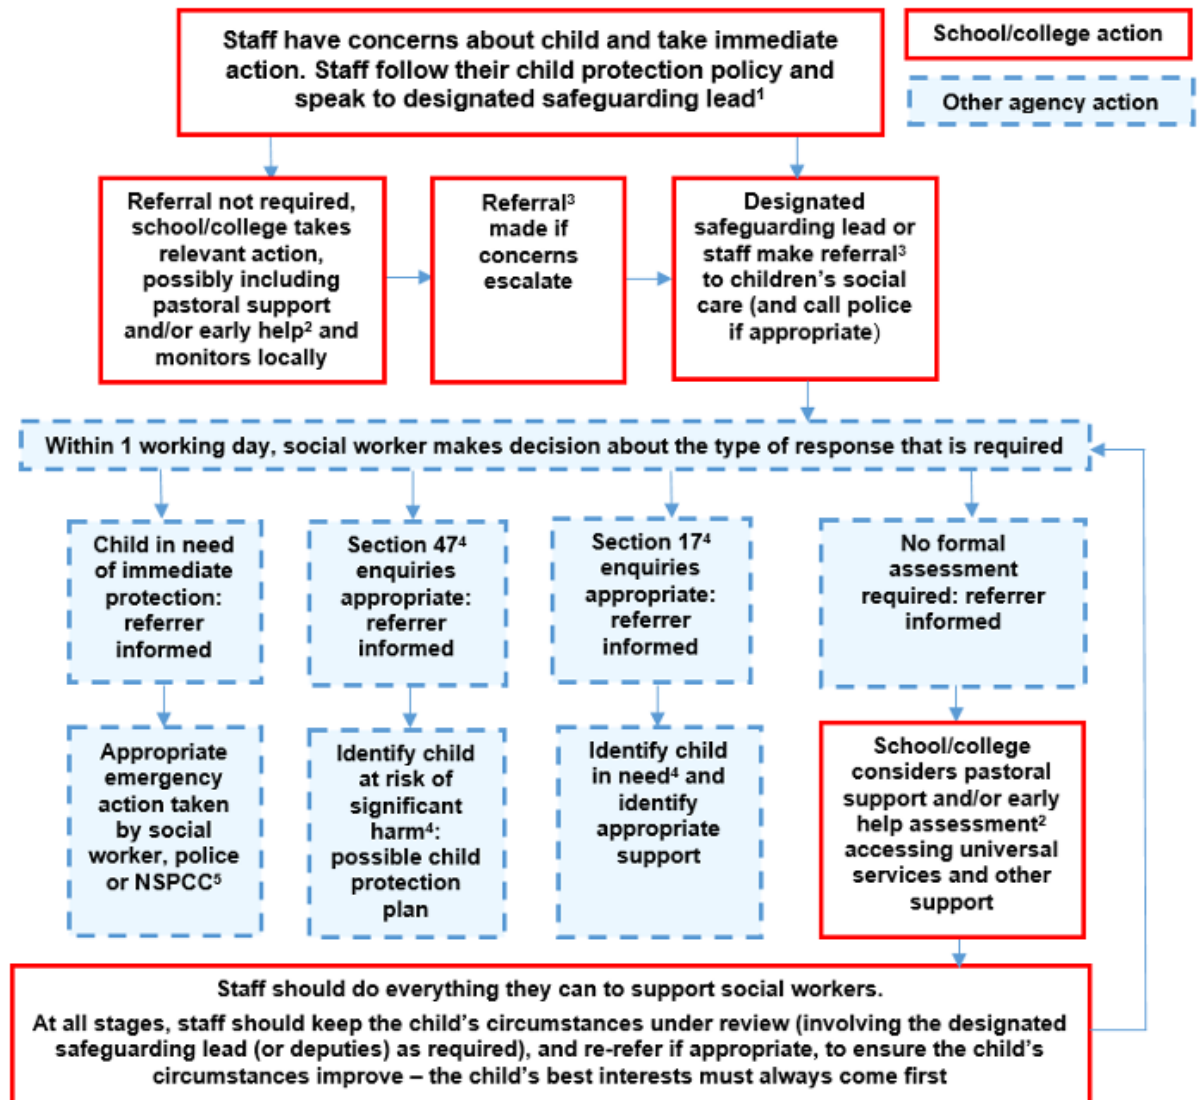 Staff have concerns about child and take immediate
action. Staff follow their child protection policy and
speak to designated safeguarding lead¹
School/college action
Other agency action
Referral not required,
school/college takes
relevant action,
possibly including
pastoral support
and/or early help² and
monitors locally
Referral³
made if
concerns
escalate
Designated
safeguarding lead or
staff make referral³
to children's social
care (and call police
if appropriate)
Within 1 working day, social worker makes decision about the type of response that is required
Child in need
of immediate
protection:
referrer
informed
Section 47⁴
enquiries
appropriate:
referrer
informed
Section 17⁴
enquiries
appropriate:
referrer
informed
No formal
assessment
required: referrer
informed
Appropriate
emergency
action taken
by social
worker, police
or NSPCC⁵
Identify child
at risk of
significant
harm⁴:
possible child
protection
plan
Identify child
in need⁴ and
identify
appropriate
support
School/college
considers pastoral
support and/or early
help assessment²
accessing universal
services and other
support
Staff should do everything they can to support social workers.
At all stages, staff should keep the child's circumstances under review (involving the designated
safeguarding lead (or deputies) as required), and re-refer if appropriate, to ensure the child's
circumstances improve – the child's best interests must always come first